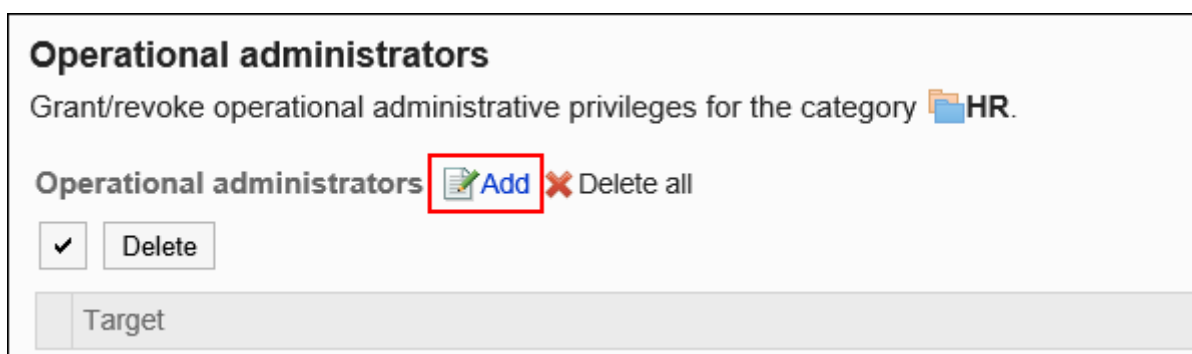 Operational administrators
Grant/revoke operational administrative privileges for the category HR.
Operational administrators Add Delete all
Delete
Target